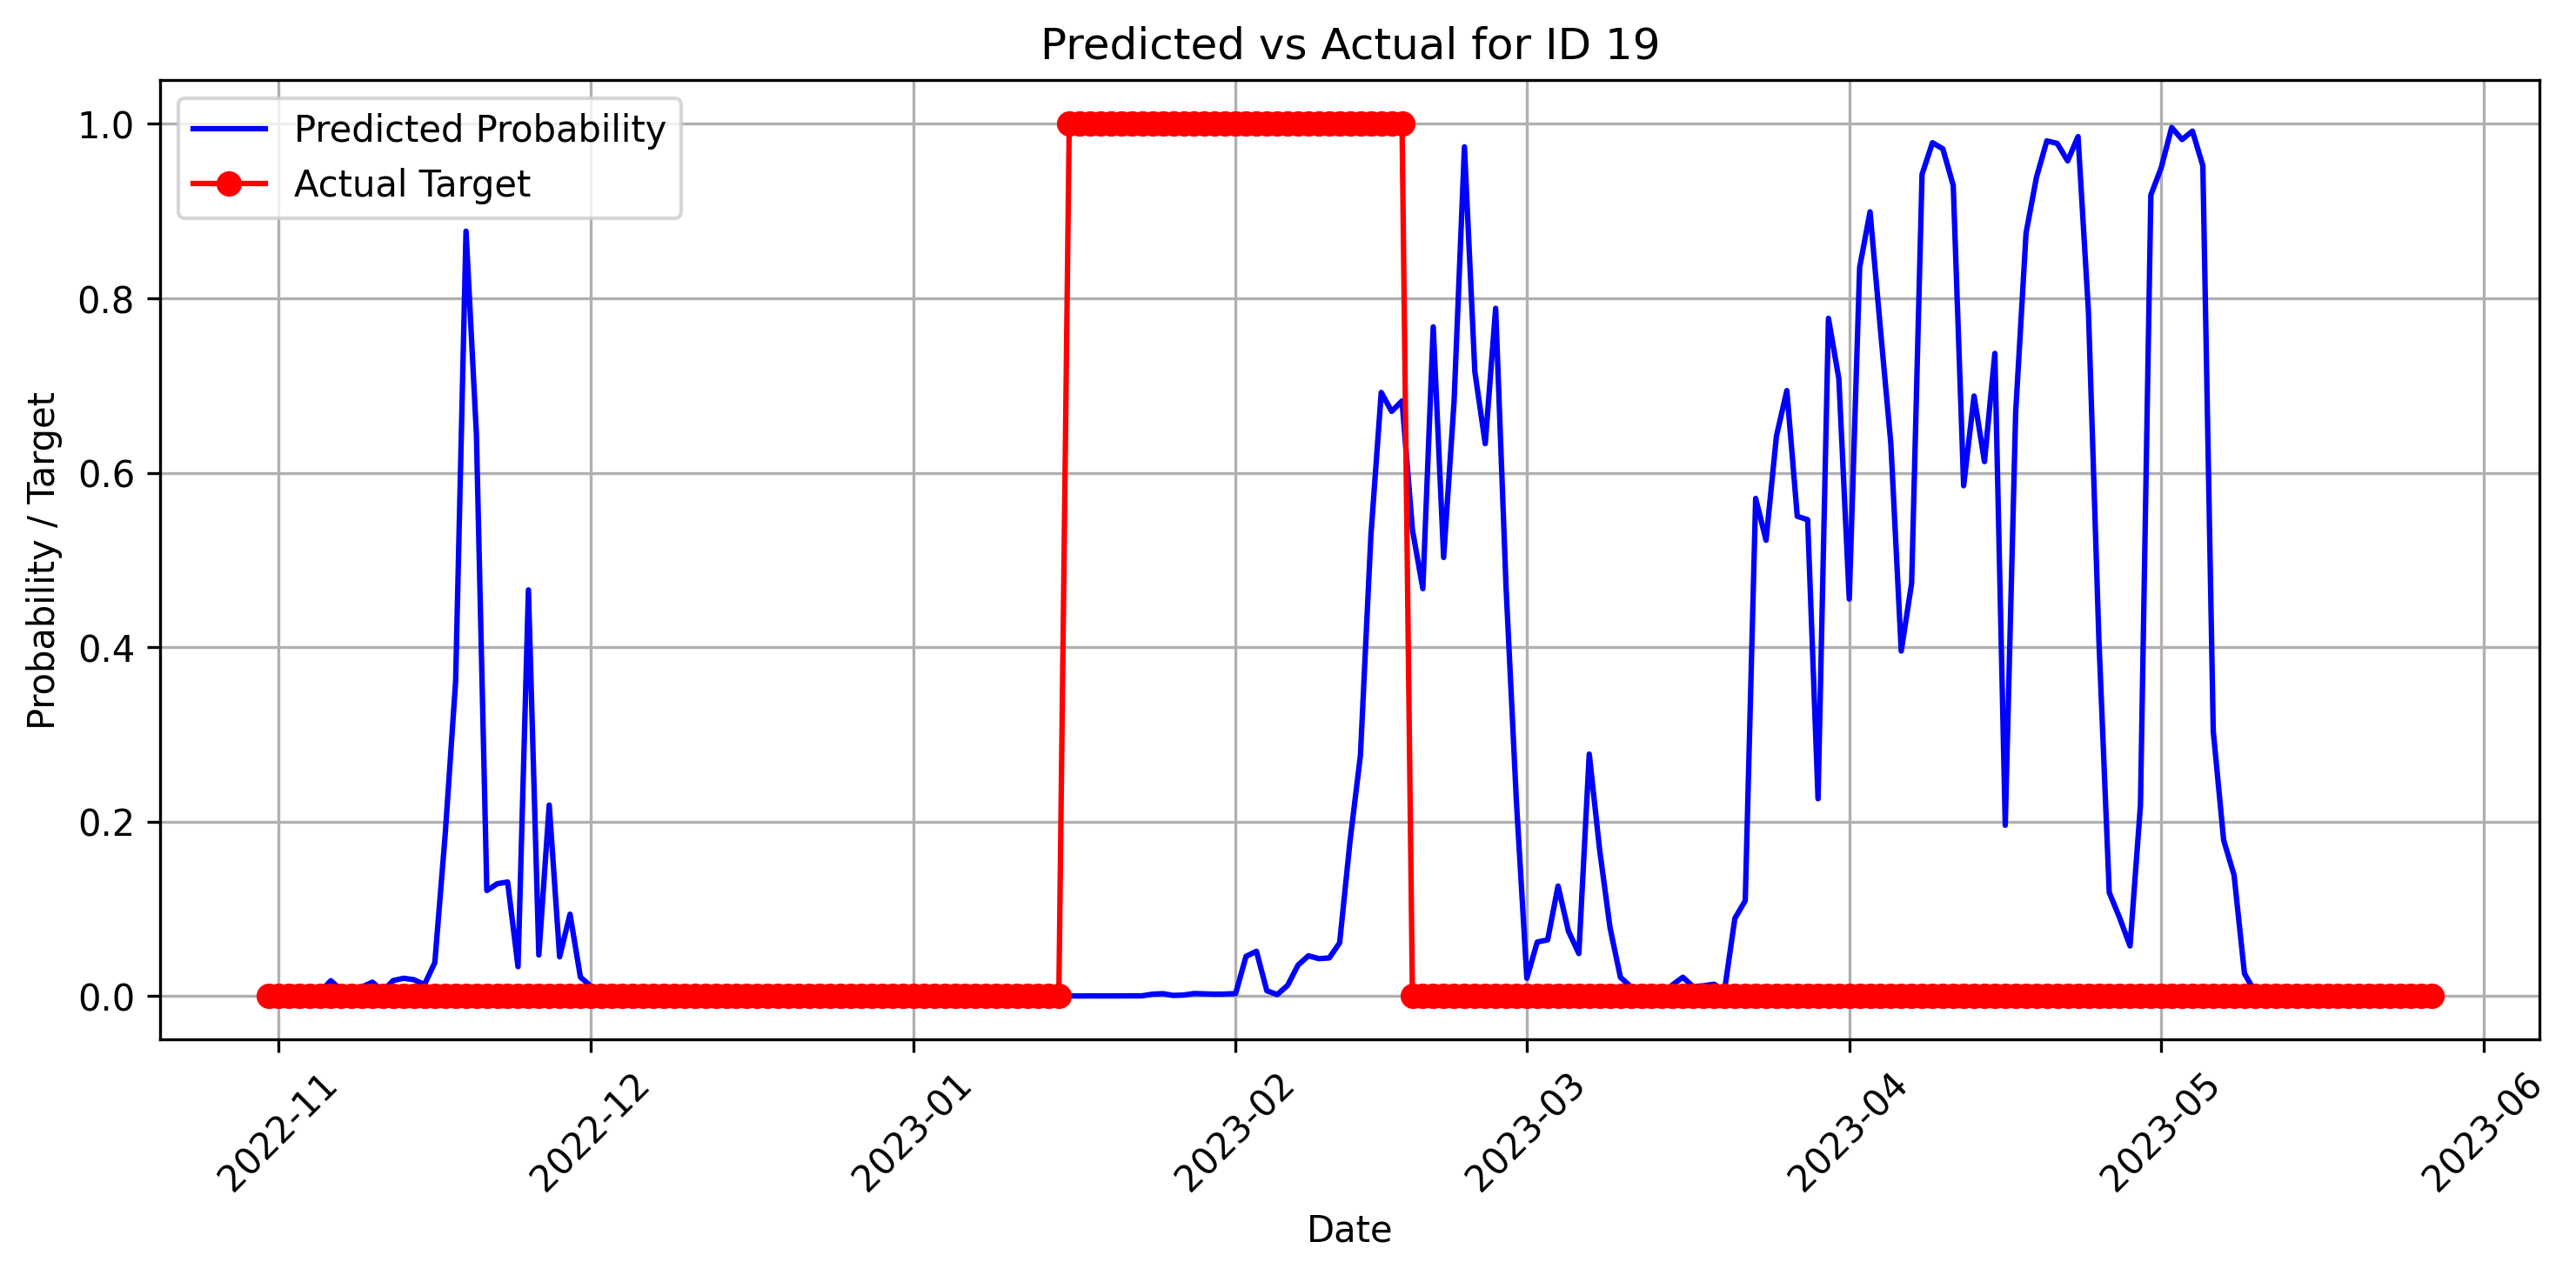 Predicted vs Actual for ID 19
Predicted Probability
Actual Target
1.0
0.8
0.6
0.4
0.2
0.0
Probability / Target
2022-11
2022-12
2023-01
2023-02
2023-03
2023-04
2023-05
2023-06
Date